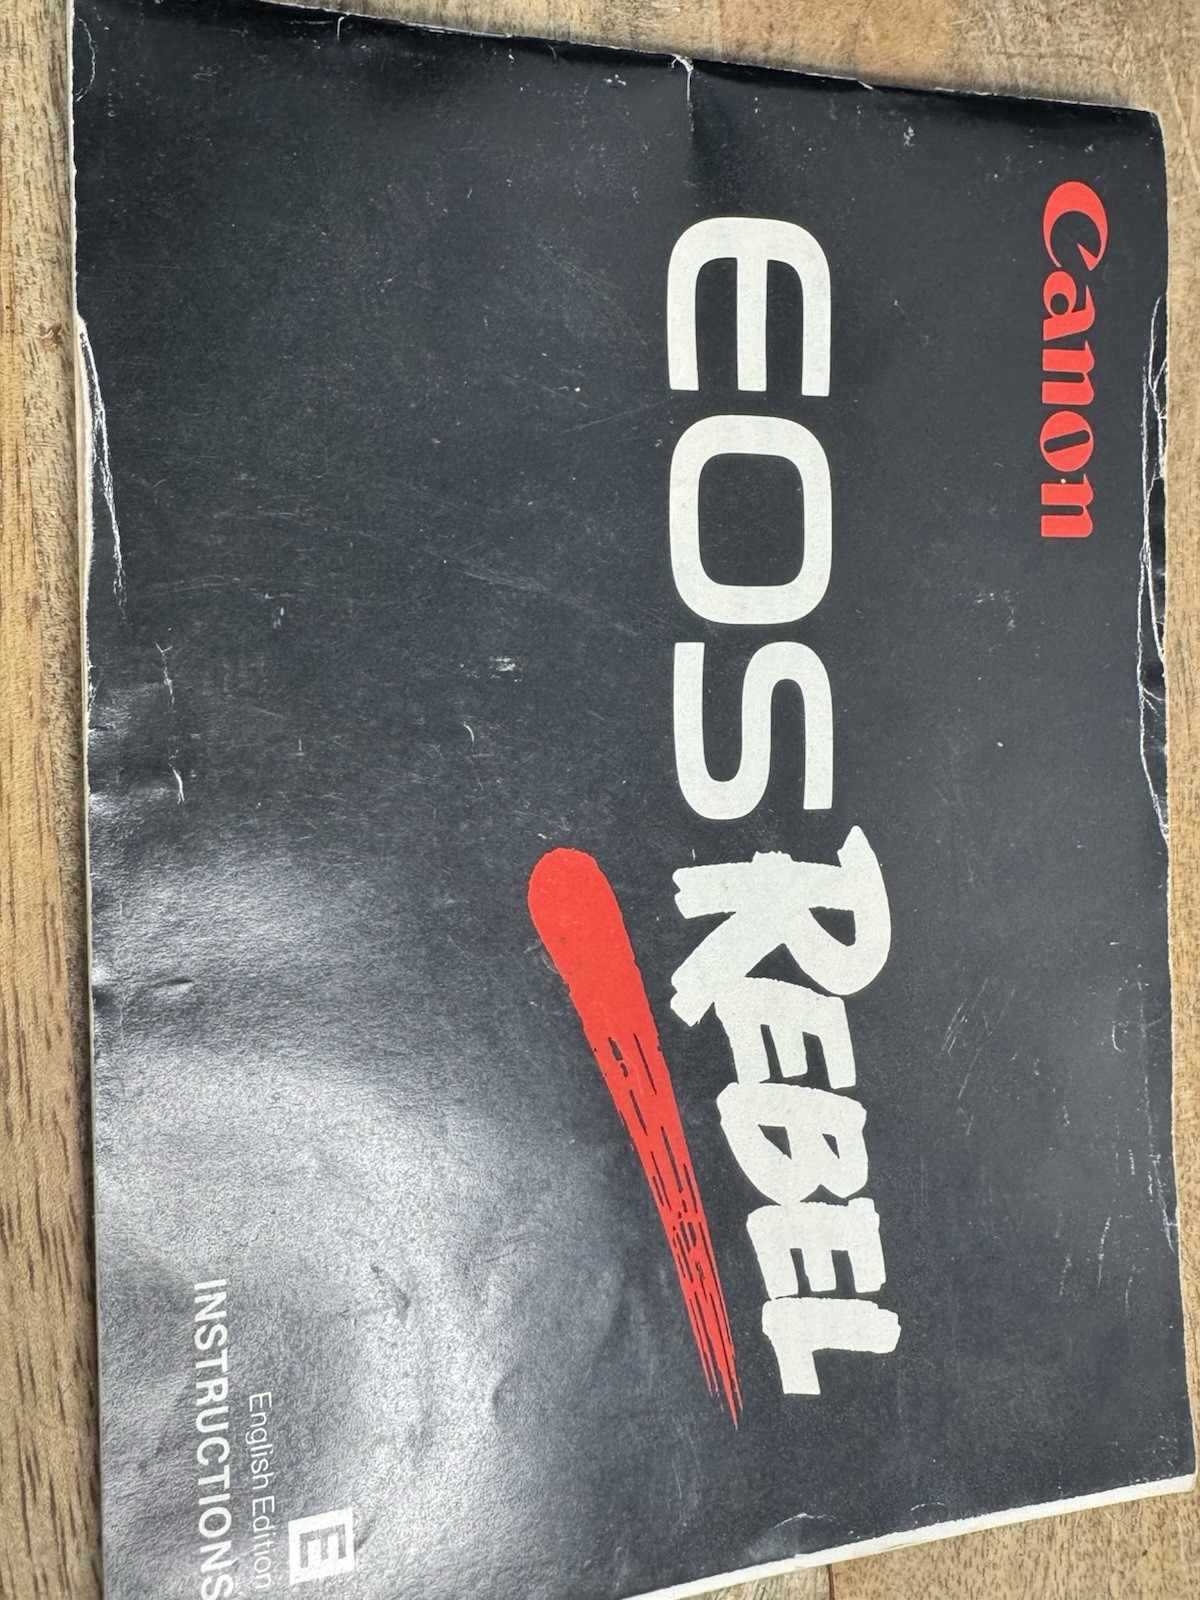 Canon
EOS REBEL
E
English Edition
INSTRUCTIONS